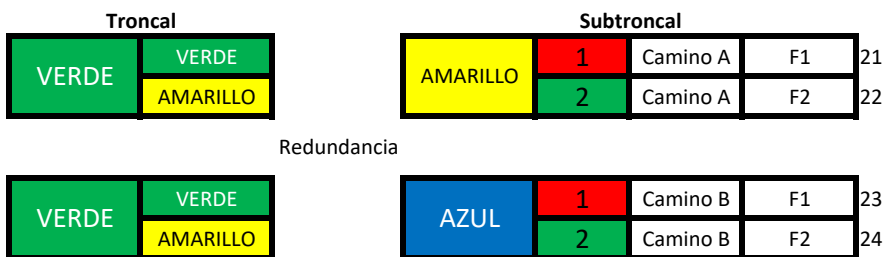 Troncal Subtroncal
VERDE VERDE AMARILLO 1 Camino A F1 21
AMARILLO 2 Camino A F2 22
Redundancia
VERDE VERDE AZUL 1 Camino B F1 23
AMARILLO 2 Camino B F2 24